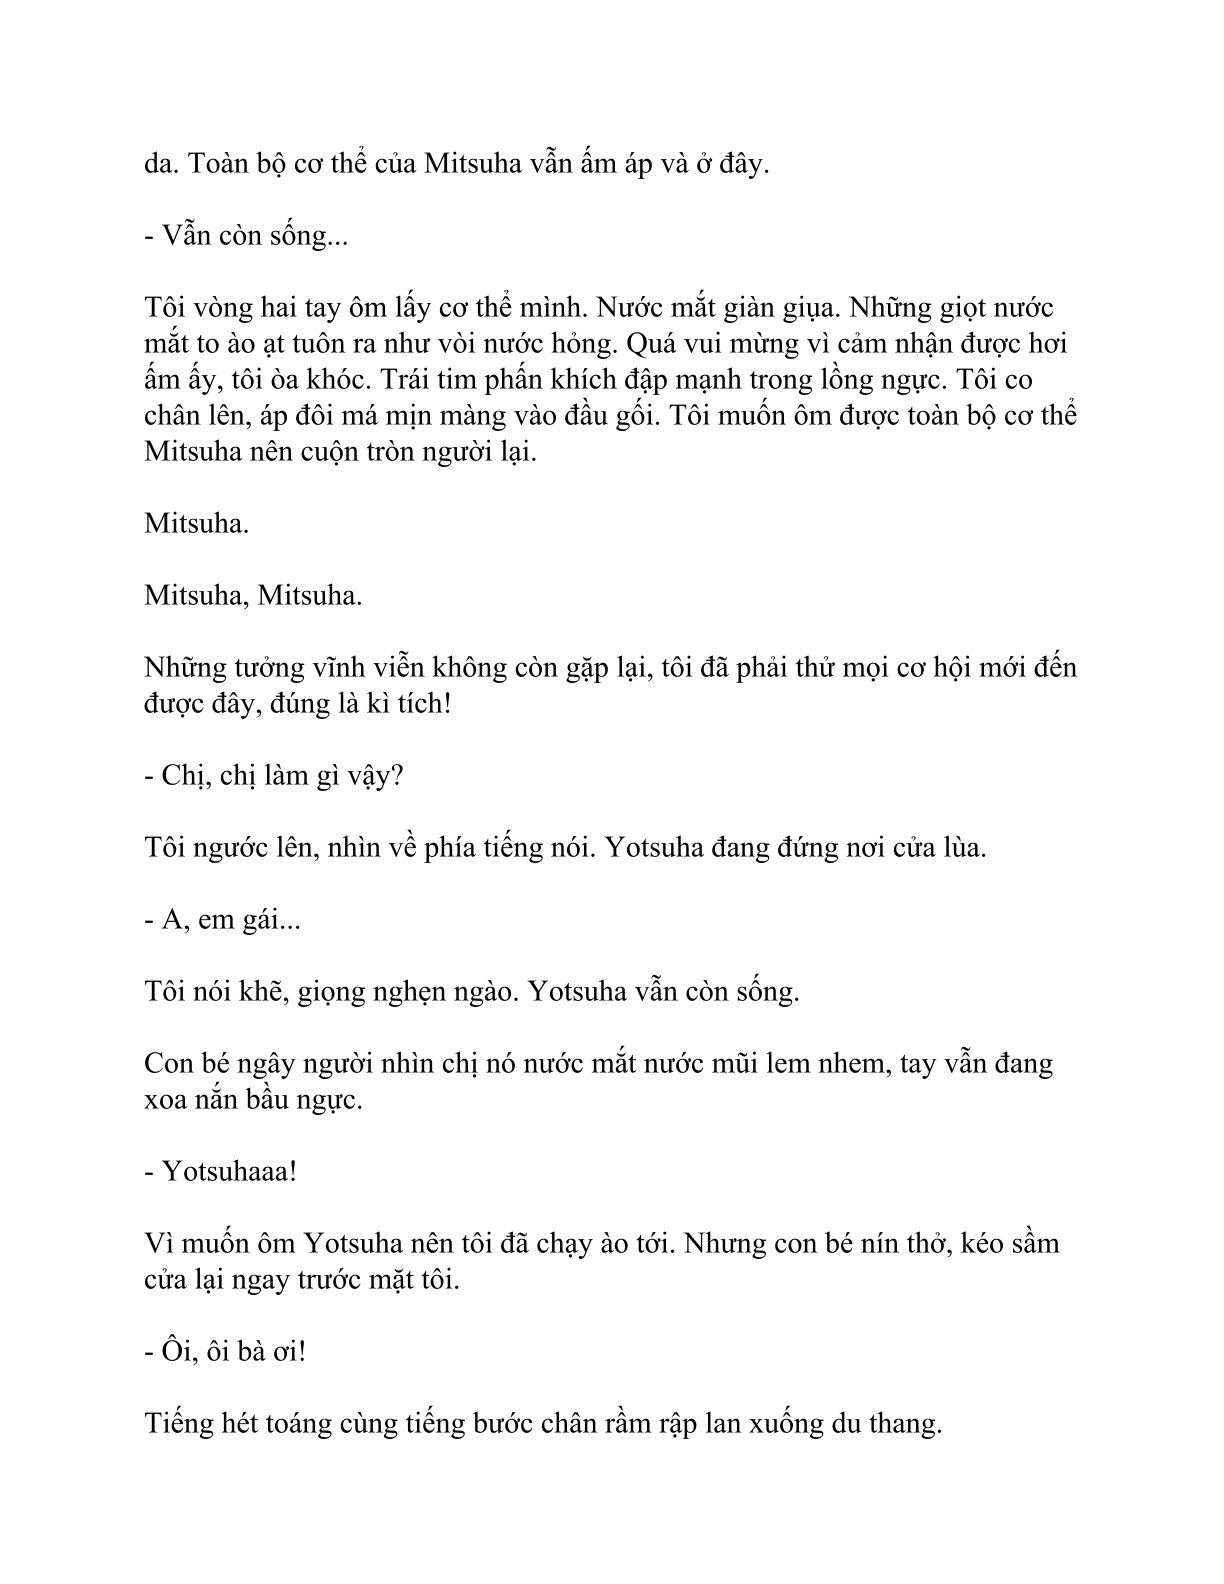 da. Toàn bộ cơ thể của Mitsuha vẫn ấm áp và ở đây.
- Vẫn còn sống...
Tôi vòng hai tay ôm lấy cơ thể mình. Nước mắt giàn giụa. Những giọt nước
mắt to ào ạt tuôn ra như vòi nước hỏng. Quá vui mừng vì cảm nhận được hơi
ấm ấy, tôi òa khóc. Trái tim phấn khích đập mạnh trong lồng ngực. Tôi co
chân lên, áp đôi má mịn màng vào đầu gối. Tôi muốn ôm được toàn bộ cơ thể
Mitsuha nên cuộn tròn người lại.
Mitsuha.
Mitsuha, Mitsuha.
Những tưởng vĩnh viễn không còn gặp lại, tôi đã phải thử mọi cơ hội mới đến
được đây, đúng là kì tích!
- Chị, chị làm gì vậy?
Tôi ngước lên, nhìn về phía tiếng nói. Yotsuha đang đứng nơi cửa lùa.
- A, em gái...
Tôi nói khẽ, giọng nghẹn ngào. Yotsuha vẫn còn sống.
Con bé ngây người nhìn chị nó nước mắt nước mũi lem nhem, tay vẫn đang
xoa nắn bầu ngực.
- Yotsuhaaa!
Vì muốn ôm Yotsuha nên tôi đã chạy ào tới. Nhưng con bé nín thở, kéo sầm
cửa lại ngay trước mặt tôi.
- Ôi, ôi bà ơi!
Tiếng hét toáng cùng tiếng bước chân rầm rập lan xuống du thang.